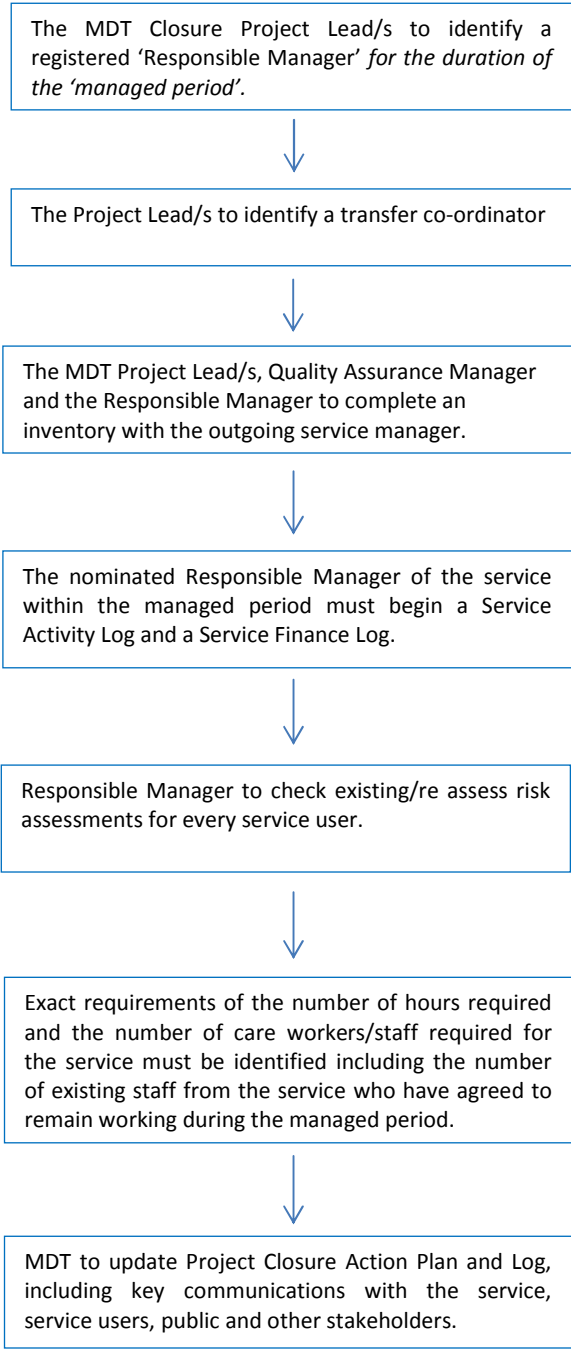 The MDT Closure Project Lead/s to identify a
registered ‘Responsible Manager’ for the duration of
the ‘managed period’.
The Project Lead/s to identify a transfer co-ordinator
The MDT Project Lead/s, Quality Assurance Manager
and the Responsible Manager to complete an
inventory with the outgoing service manager.
The nominated Responsible Manager of the service
within the managed period must begin a Service
Activity Log and a Service Finance Log.
Responsible Manager to check existing/re assess risk
assessments for every service user.
Exact requirements of the number of hours required
and the number of care workers/staff required for
the service must be identified including the number
of existing staff from the service who have agreed to
remain working during the managed period.
MDT to update Project Closure Action Plan and Log,
including key communications with the service,
service users, public and other stakeholders.